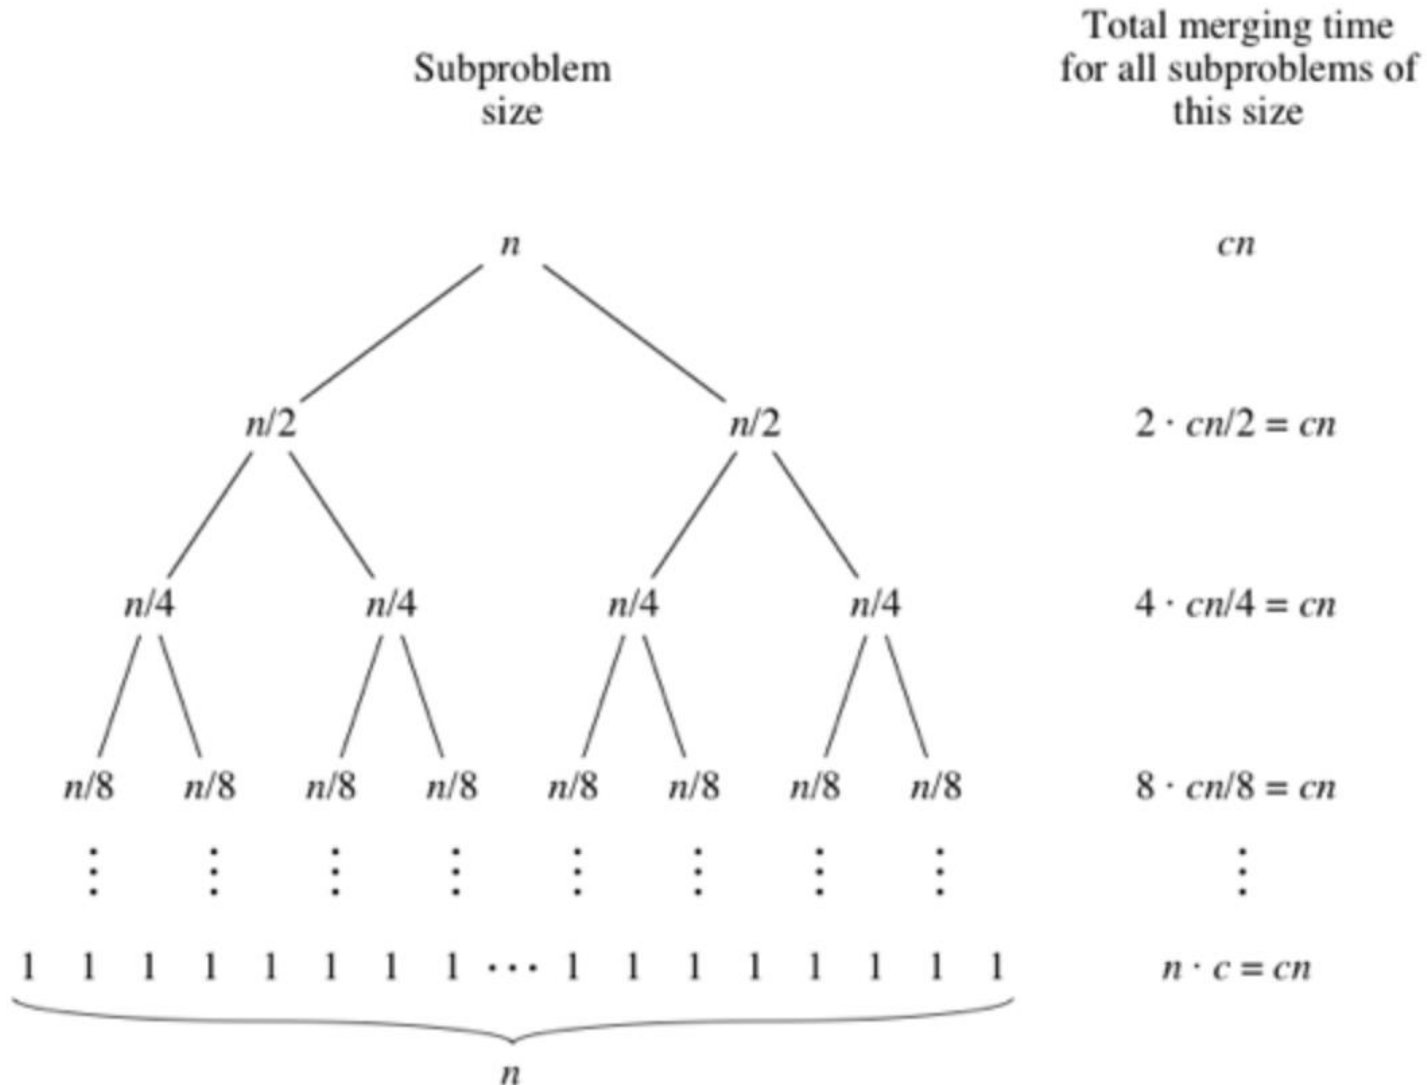 Subproblem
size
Total merging time
for all subproblems of
this size
n
cn
n/2 n/2
2 · cn/2 = cn
n/4 n/4 n/4 n/4
4 · cn/4 = cn
n/8 n/8 n/8 n/8 n/8 n/8 n/8 n/8
8 · cn/8 = cn
⋮ ⋮ ⋮ ⋮ ⋮ ⋮ ⋮ ⋮
⋮
1 1 1 1 1 1 1 1 ··· 1 1 1 1 1 1 1 1
n · c = cn
n